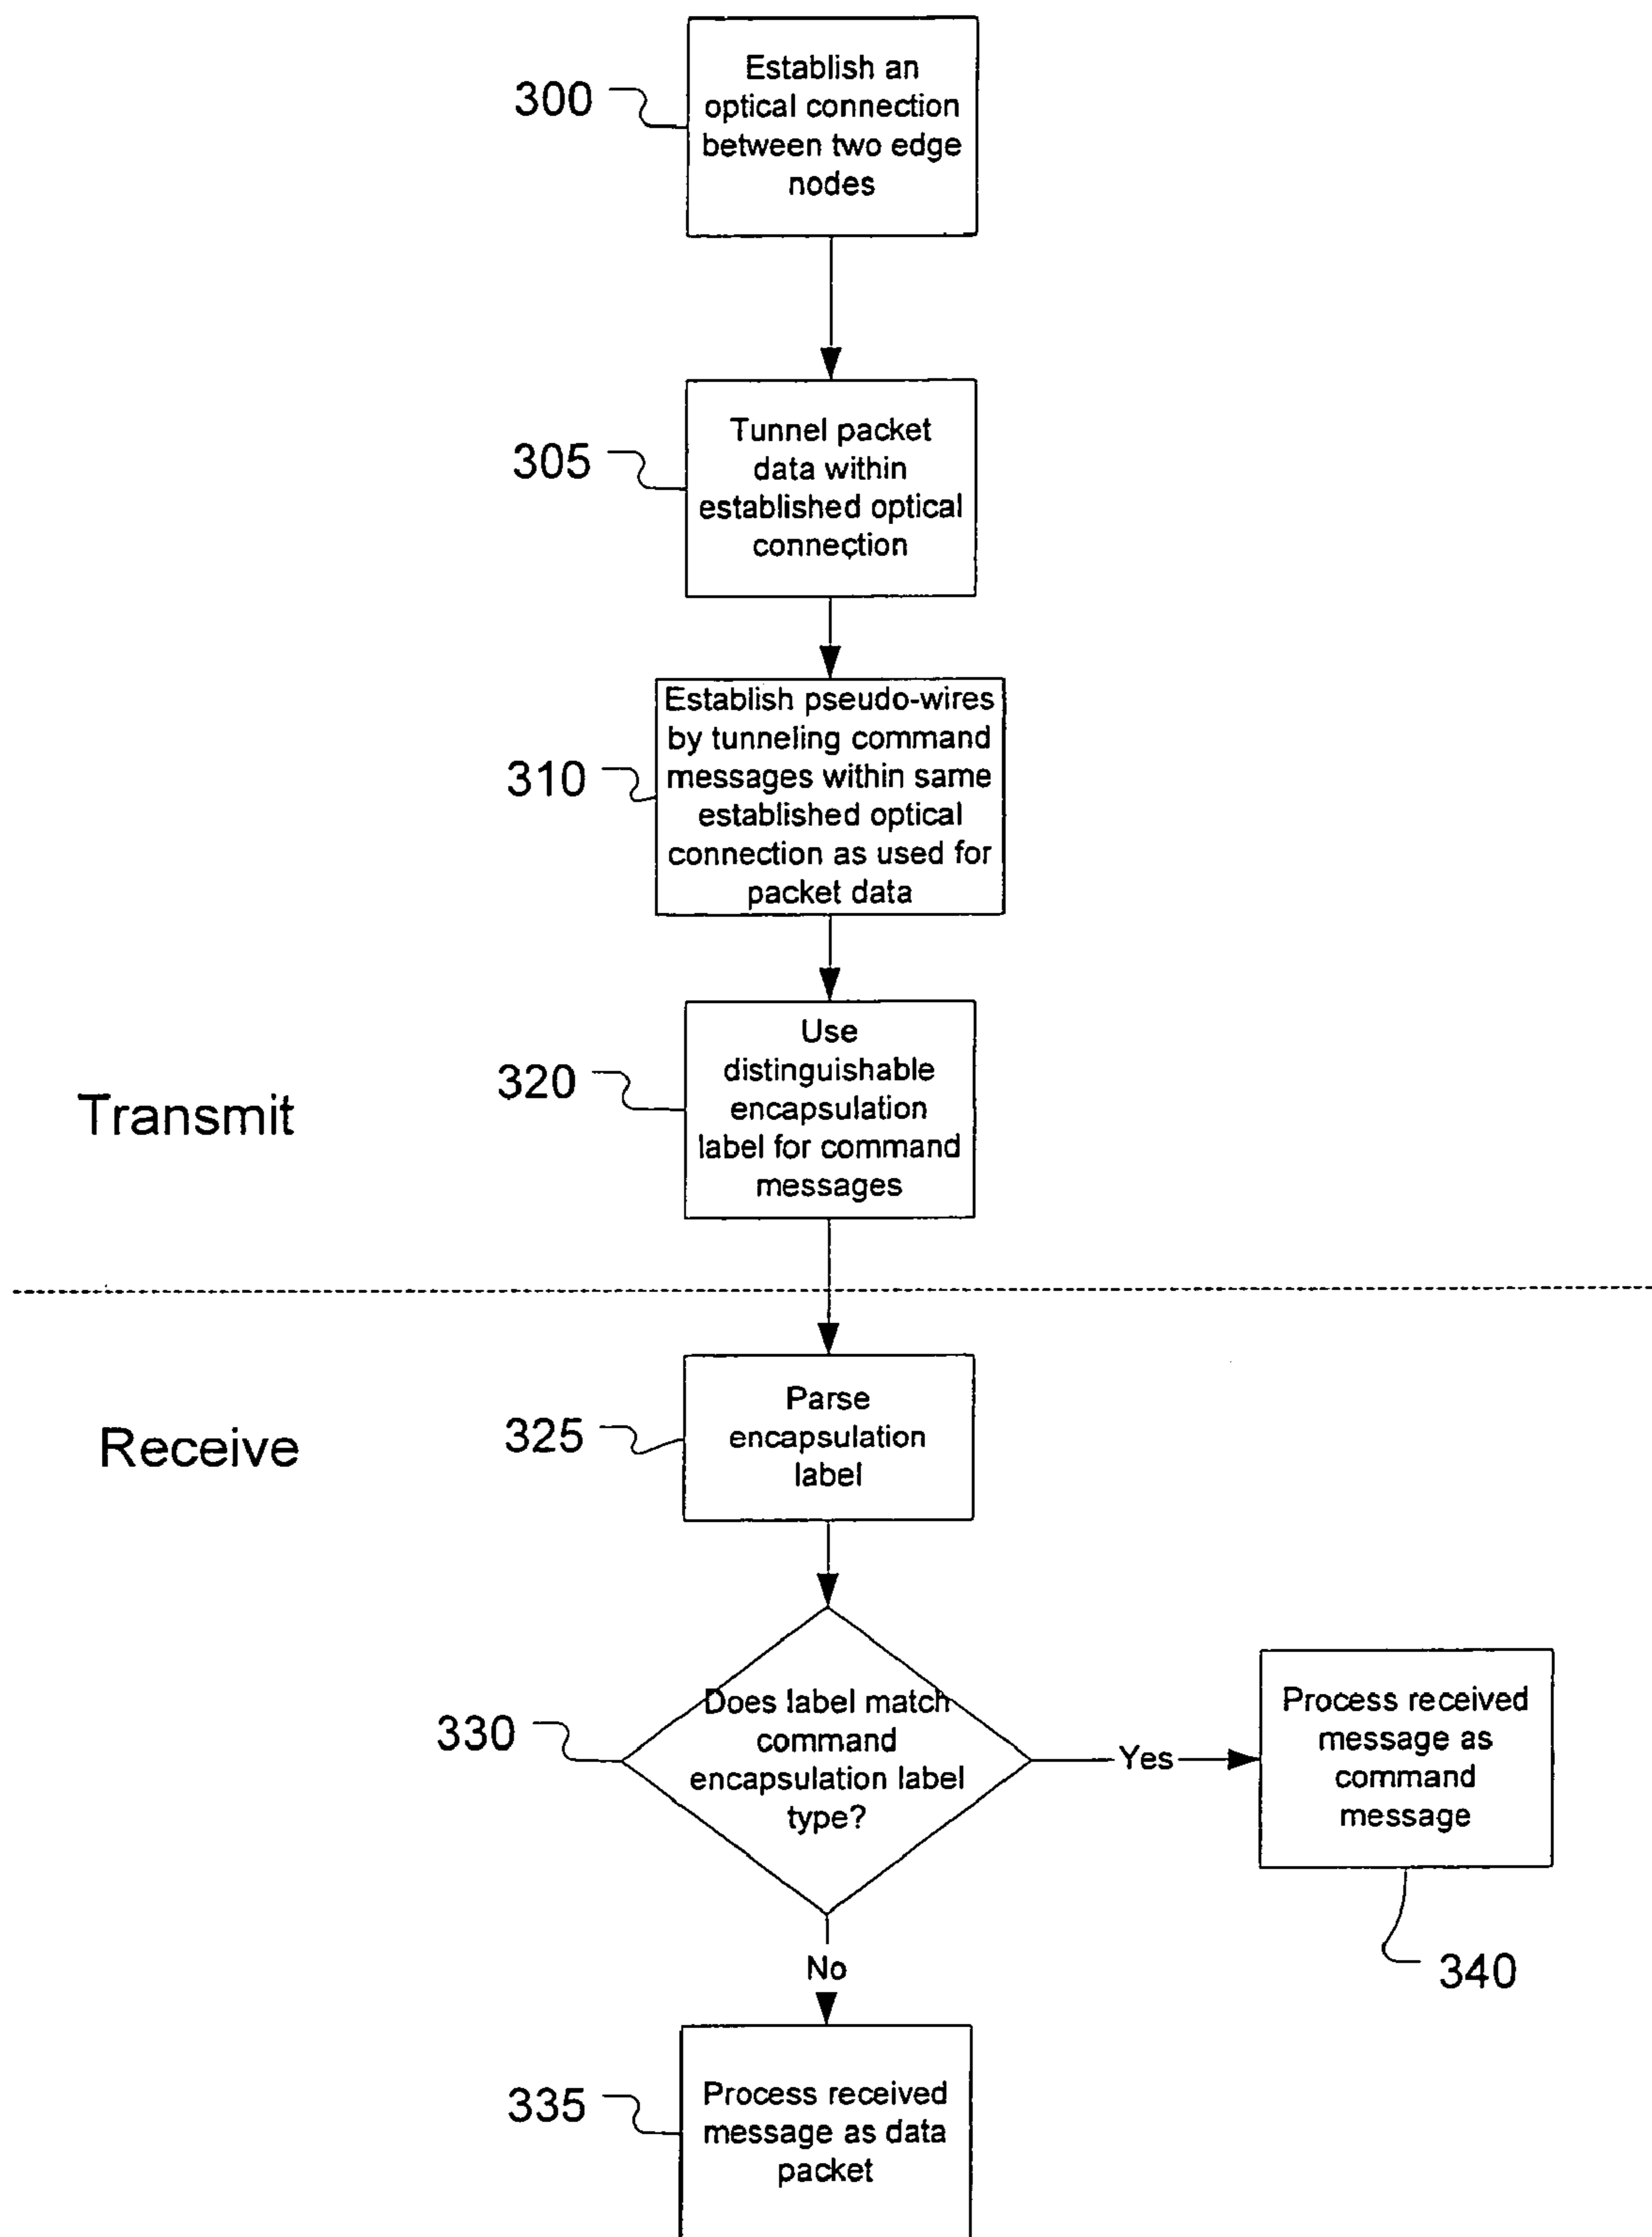 300
Establish an
optical connection
between two edge
nodes
305
Tunnel packet
data within
established optical
connection
310
Establish pseudo-wires
by tunneling command
messages within same
established optical
connection as used for
packet data
Transmit
320
Use
distinguishable
encapsulation
label for command
messages
Receive
325
Parse
encapsulation
label
330
Does label match
command
encapsulation label
type?
Yes
Process received
message as
command
message
340
No
335
Process received
message as data
packet